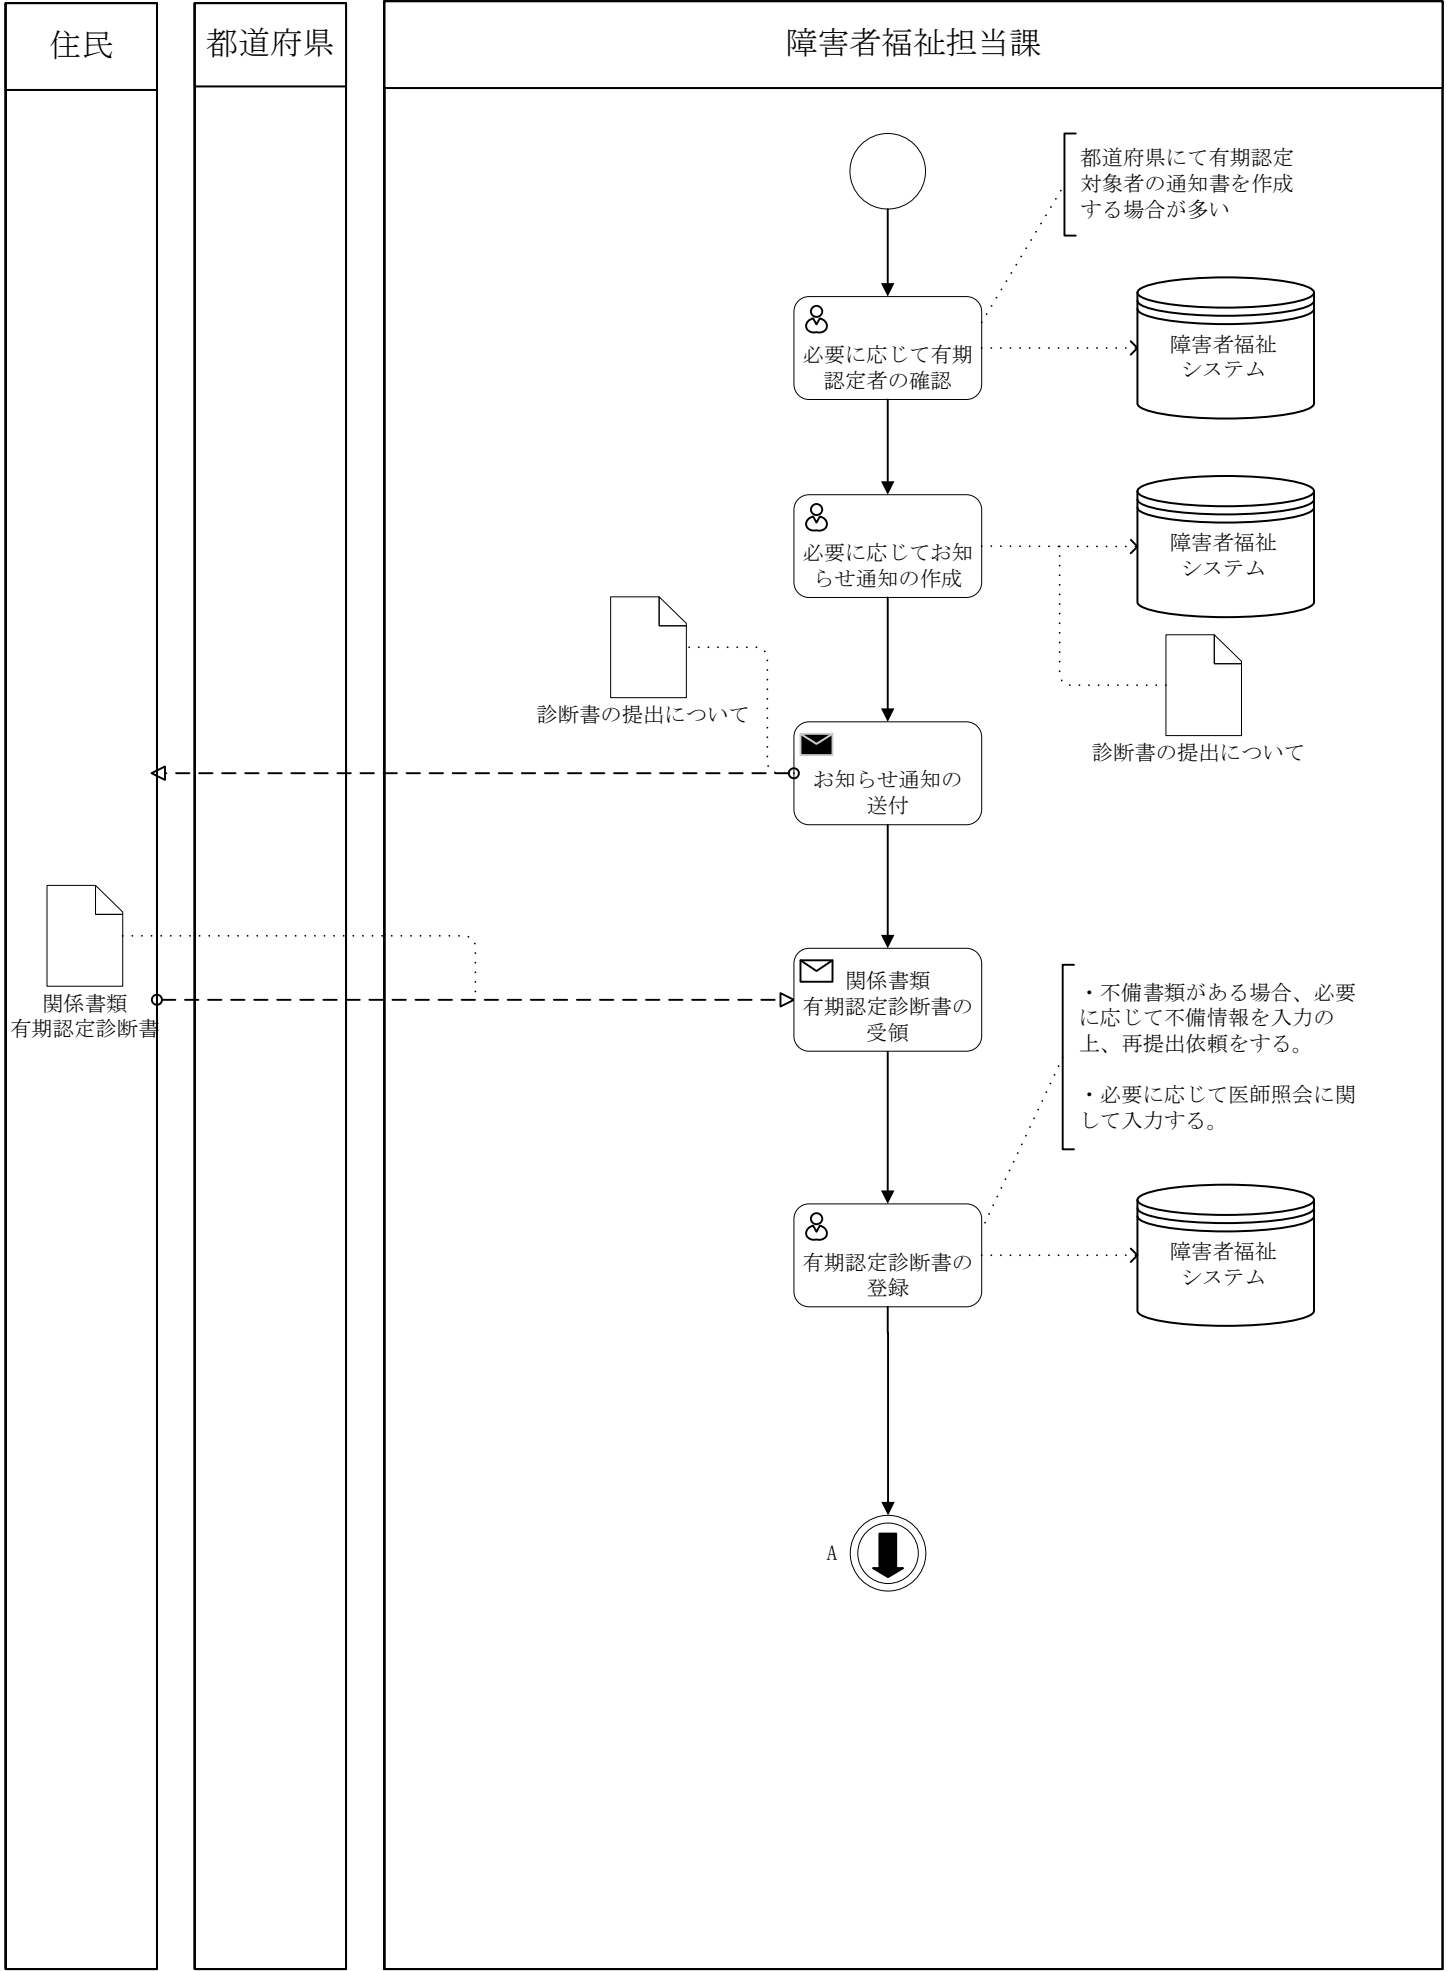 住民
都道府県
障害者福祉担当課
都道府県にて有期認定
対象者の通知書を作成
する場合が多い
必要に応じて有期
認定者の確認
障害者福祉
システム
必要に応じてお知
らせ通知の作成
障害者福祉
システム
診断書の提出について
診断書の提出について
お知らせ通知の
送付
関係書類
有期認定診断書
関係書類
有期認定診断書の
受領
・不備書類がある場合、必要
に応じて不備情報を入力の
上、再提出依頼をする。
・必要に応じて医師照会に関
して入力する。
有期認定診断書の
登録
障害者福祉
システム
A